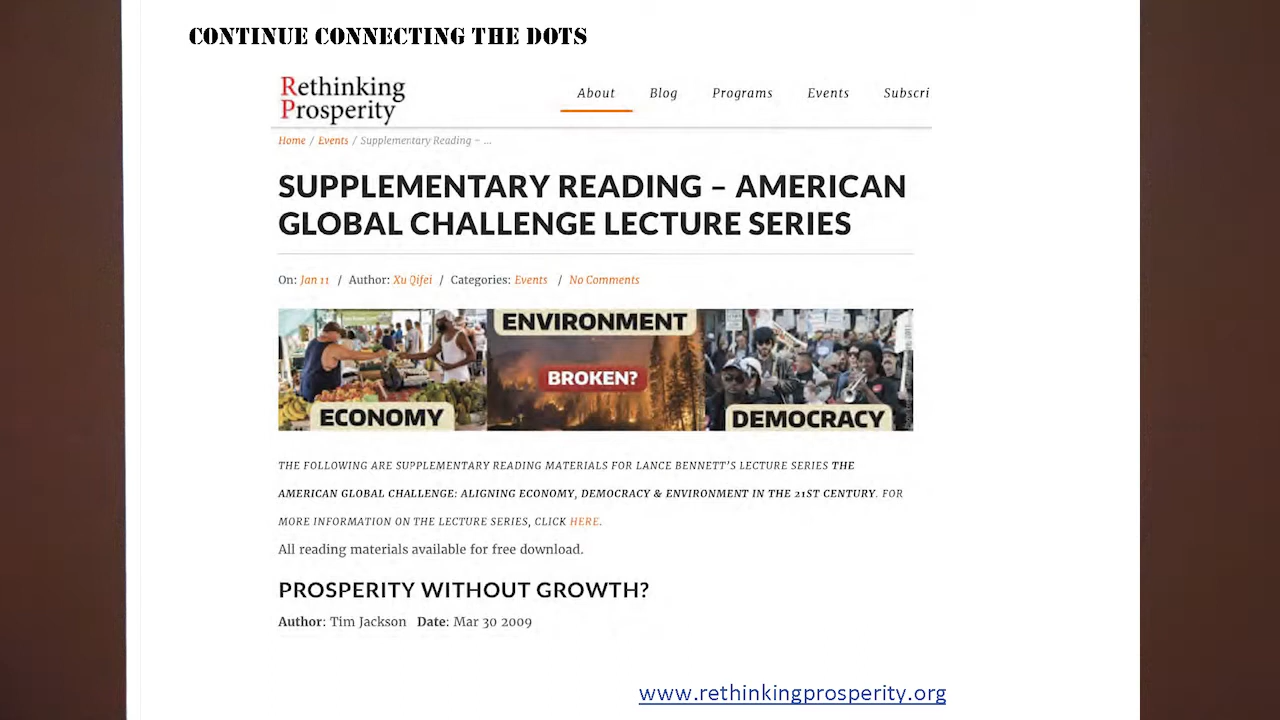 CONTINUE CONNECTING THE DOTS
Rethinking
Prosperity
About Blog Programs Events Subscri
Home / Events / Supplementary Reading – ...
SUPPLEMENTARY READING – AMERICAN
GLOBAL CHALLENGE LECTURE SERIES
On: Jan 11 / Author: Xu Qifei / Categories: Events / No Comments
ENVIRONMENT
BROKEN?
ECONOMY
DEMOCRACY
THE FOLLOWING ARE SUPPLEMENTARY READING MATERIALS FOR LANCE BENNETT'S LECTURE SERIES THE
AMERICAN GLOBAL CHALLENGE: ALIGNING ECONOMY, DEMOCRACY & ENVIRONMENT IN THE 21ST CENTURY. FOR
MORE INFORMATION ON THE LECTURE SERIES, CLICK HERE.
All reading materials available for free download.
PROSPERITY WITHOUT GROWTH?
Author: Tim Jackson Date: Mar 30 2009
www.rethinkingprosperity.org